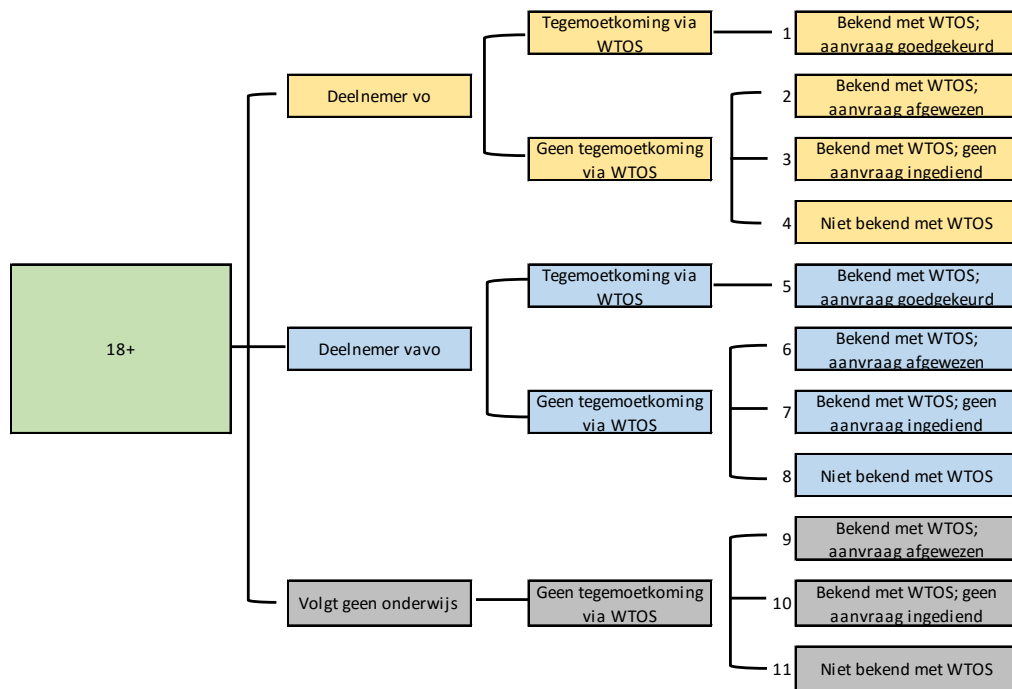 Tegemoetkoming via
WTOS
1
Bekend met WTOS;
aanvraag goedgekeurd
Deelnemer vo
2
Bekend met WTOS;
aanvraag afgewezen
Geen tegemoetkoming
via WTOS
3
Bekend met WTOS; geen
aanvraag ingediend
4
Niet bekend met WTOS
18+
Tegemoetkoming via
WTOS
5
Bekend met WTOS;
aanvraag goedgekeurd
Deelnemer vavo
6
Bekend met WTOS;
aanvraag afgewezen
Geen tegemoetkoming
via WTOS
7
Bekend met WTOS; geen
aanvraag ingediend
8
Niet bekend met WTOS
9
Bekend met WTOS;
aanvraag afgewezen
Volgt geen onderwijs
Geen tegemoetkoming
via WTOS
10
Bekend met WTOS; geen
aanvraag ingediend
11
Niet bekend met WTOS